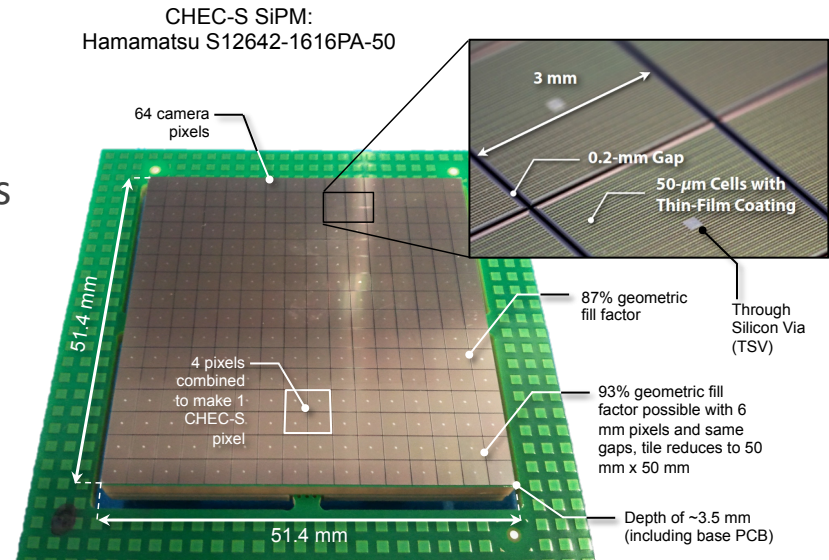 CHEC-S SiPM:
Hamamatsu S12642-1616PA-50
64 camera
pixels
3 mm
0.2-mm Gap
50-μm Cells with
Thin-Film Coating
S
51.4 mm
87% geometric
fill factor
Through
Silicon Via
(TSV)
4 pixels
combined
to make 1
CHEC-S
pixel
93% geometric fill
factor possible with 6
mm pixels and same
gaps, tile reduces to 50
mm x 50 mm
51.4 mm
Depth of ~3.5 mm
(including base PCB)